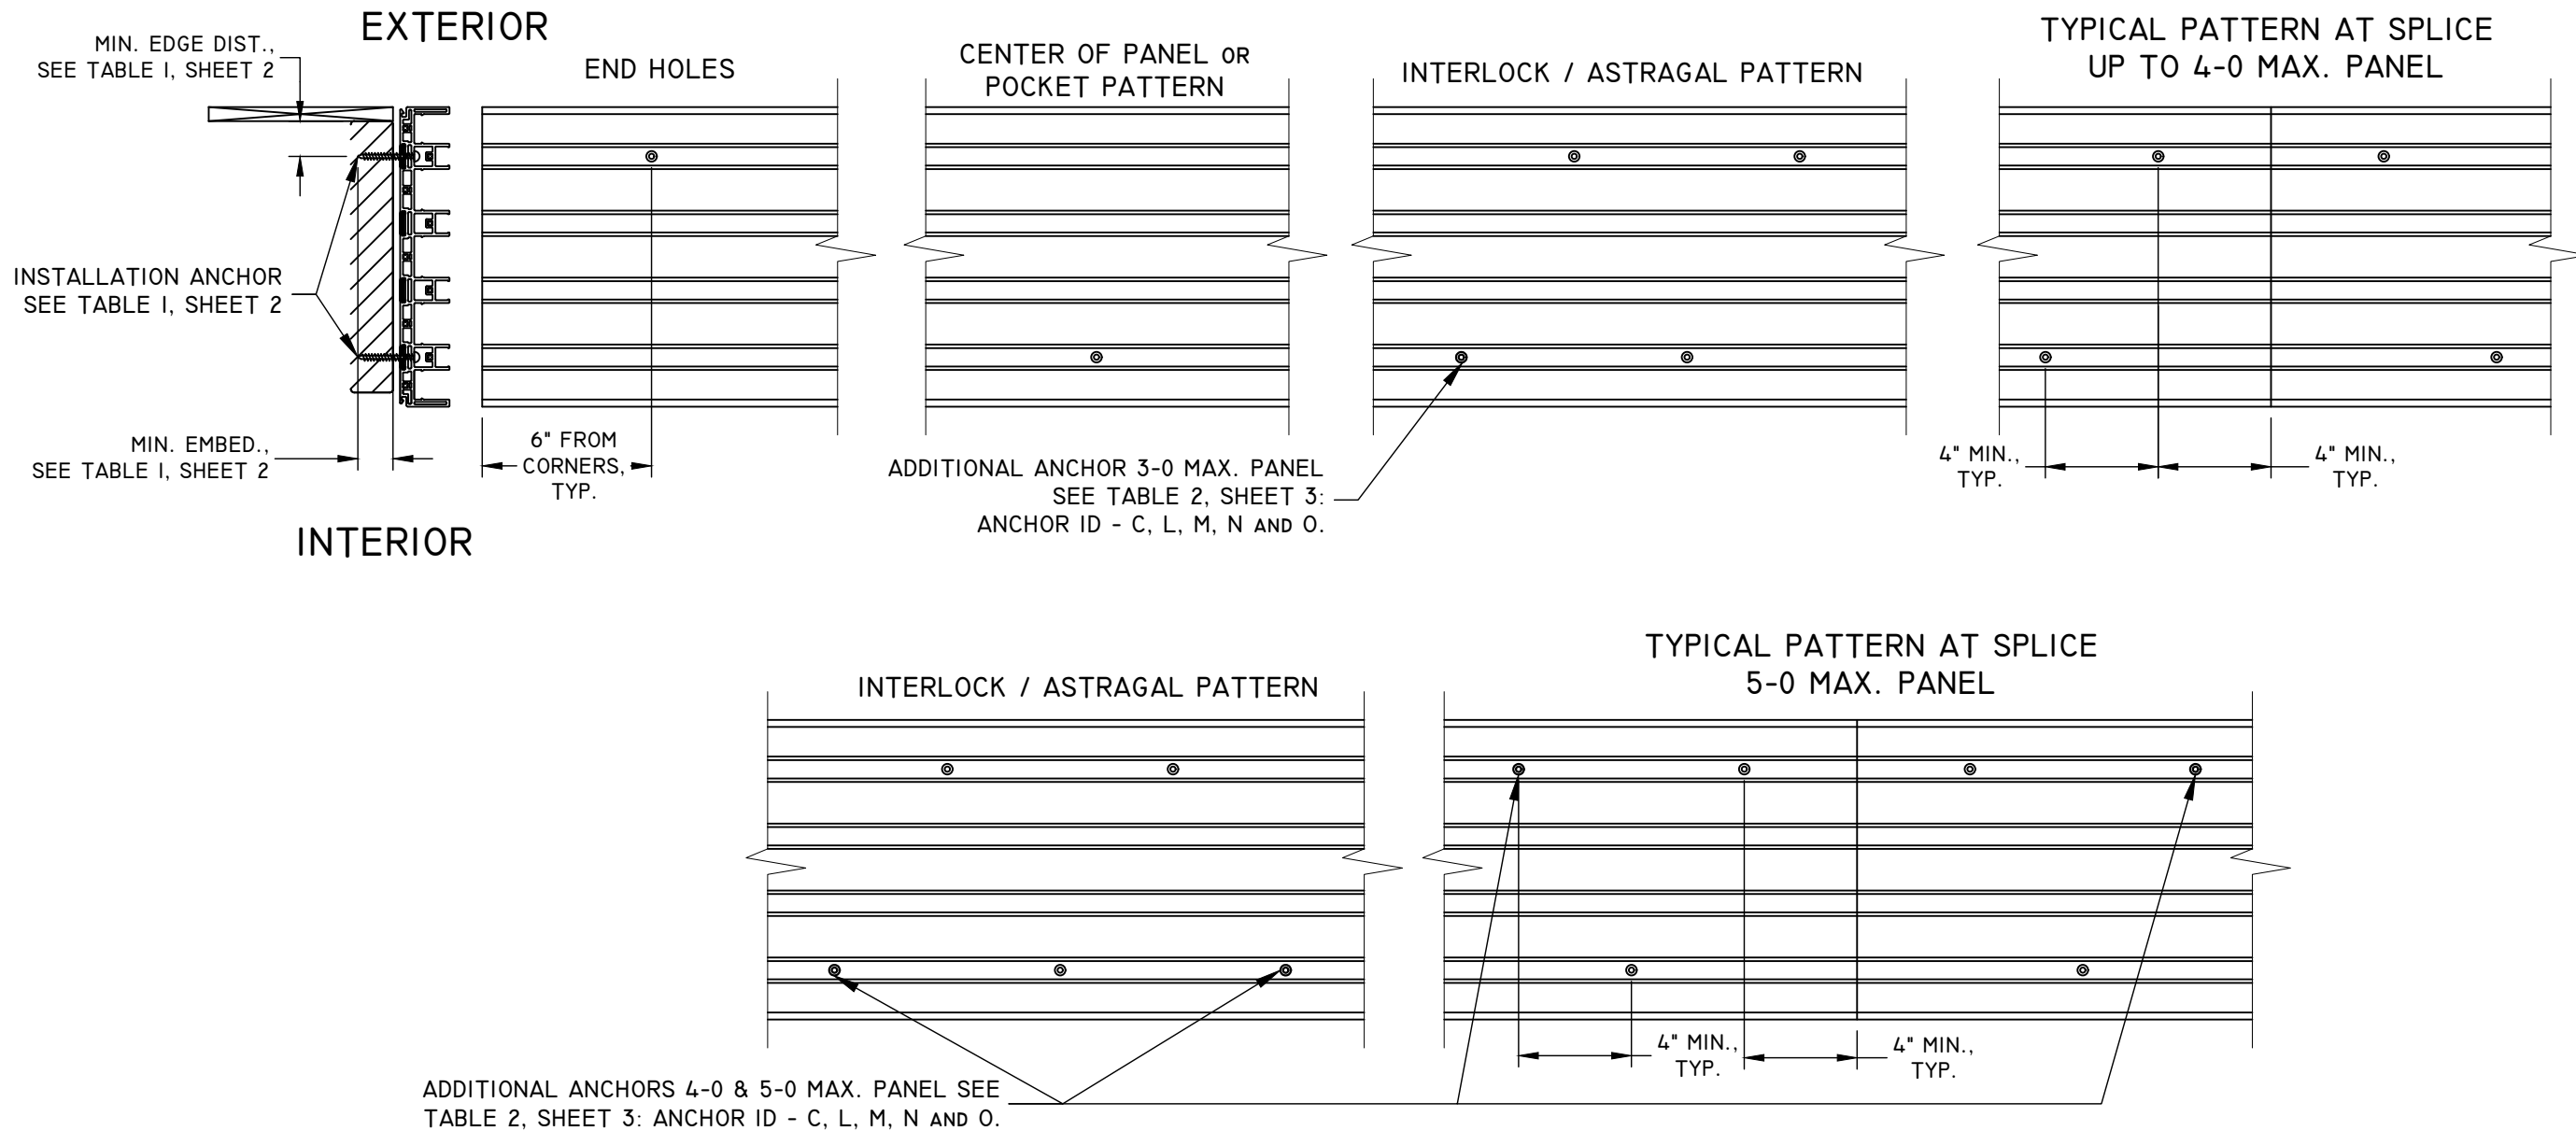 EXTERIOR
MIN. EDGE DIST.,
SEE TABLE 1, SHEET 2
END HOLES
CENTER OF PANEL OR
POCKET PATTERN
INTERLOCK / ASTRAGAL PATTERN
TYPICAL PATTERN AT SPLICE
UP TO 4-0 MAX. PANEL
INSTALLATION ANCHOR
SEE TABLE 1, SHEET 2
MIN. EMBED.,
SEE TABLE 1, SHEET 2
6" FROM
CORNERS,
TYP.
ADDITIONAL ANCHOR 3-0 MAX. PANEL
SEE TABLE 2, SHEET 3:
ANCHOR ID - C, L, M, N AND O.
4" MIN.,
TYP.
4" MIN.,
TYP.
INTERIOR
INTERLOCK / ASTRAGAL PATTERN
TYPICAL PATTERN AT SPLICE
5-0 MAX. PANEL
4" MIN.,
TYP.
4" MIN.,
TYP.
ADDITIONAL ANCHORS 4-0 & 5-0 MAX. PANEL SEE
TABLE 2, SHEET 3: ANCHOR ID - C, L, M, N AND O.